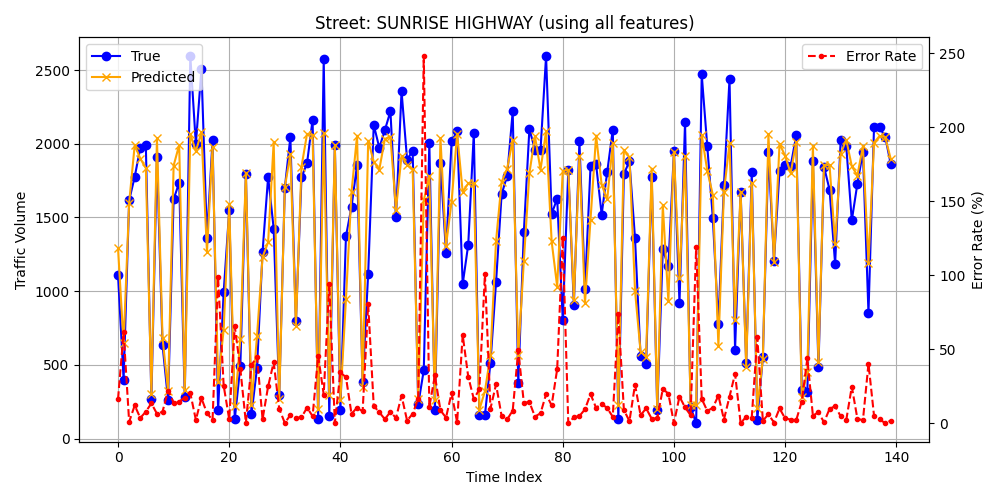 Street: SUNRISE HIGHWAY (using all features)
True
Predicted
Error Rate
Traffic Volume
2500
2000
1500
1000
500
0
250
200
150
100
50
0
Error Rate (%)
0 20 40 60 80 100 120 140
Time Index